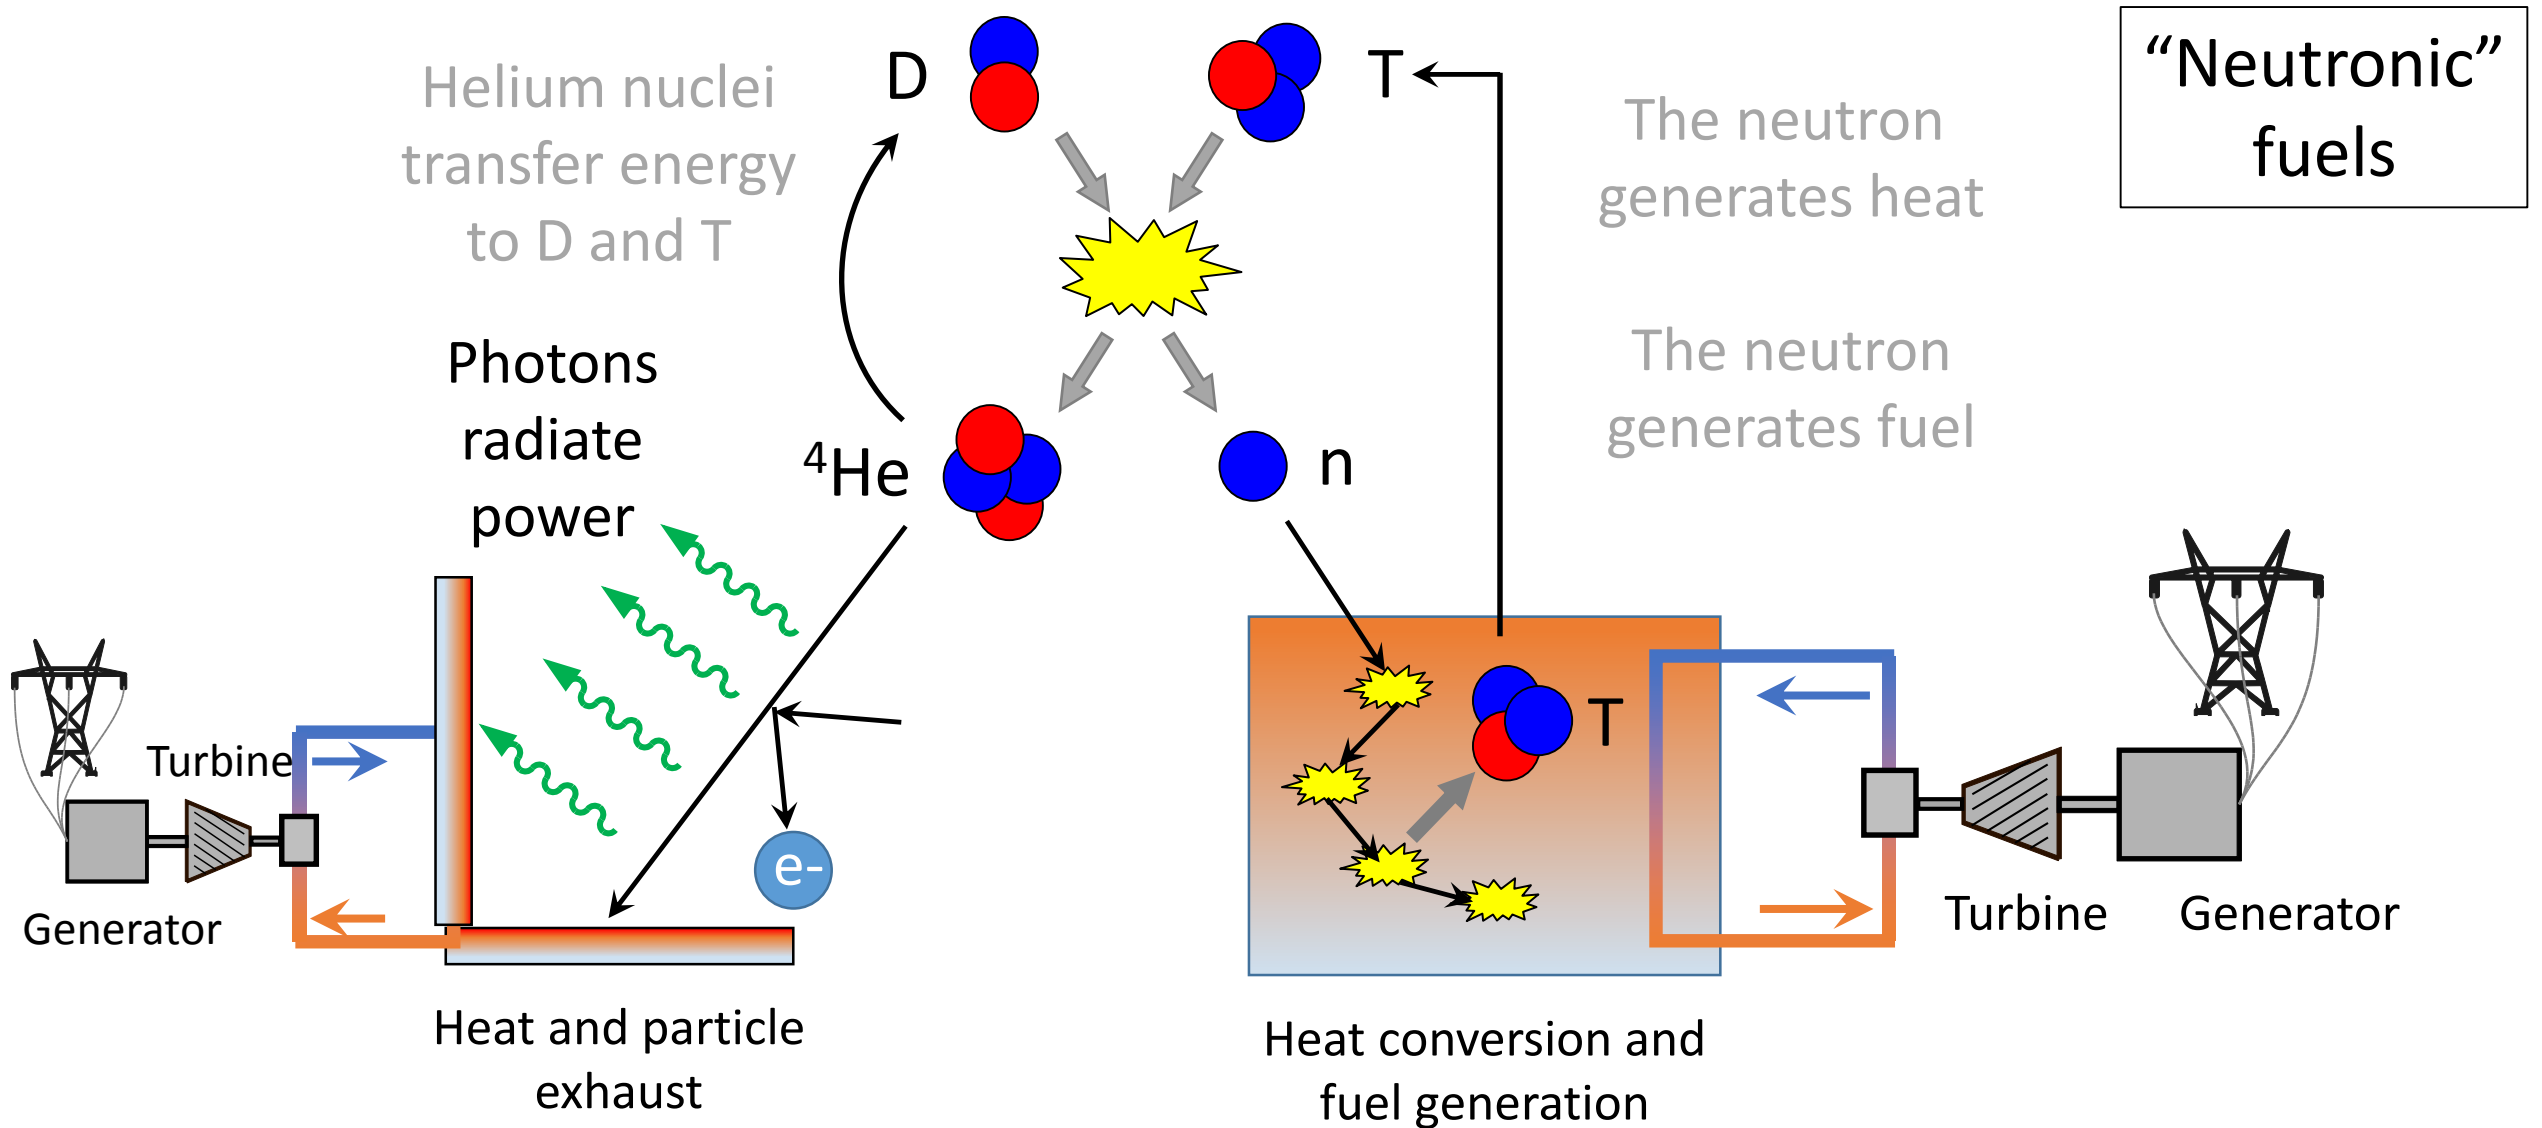 “Neutronic”
fuels
Helium nuclei
transfer energy
to D and T
D
T
The neutron
generates heat
The neutron
generates fuel
Photons
radiate
power
⁴He
n
T
e-
Turbine
Generator
Turbine
Generator
Heat and particle
exhaust
Heat conversion and
fuel generation